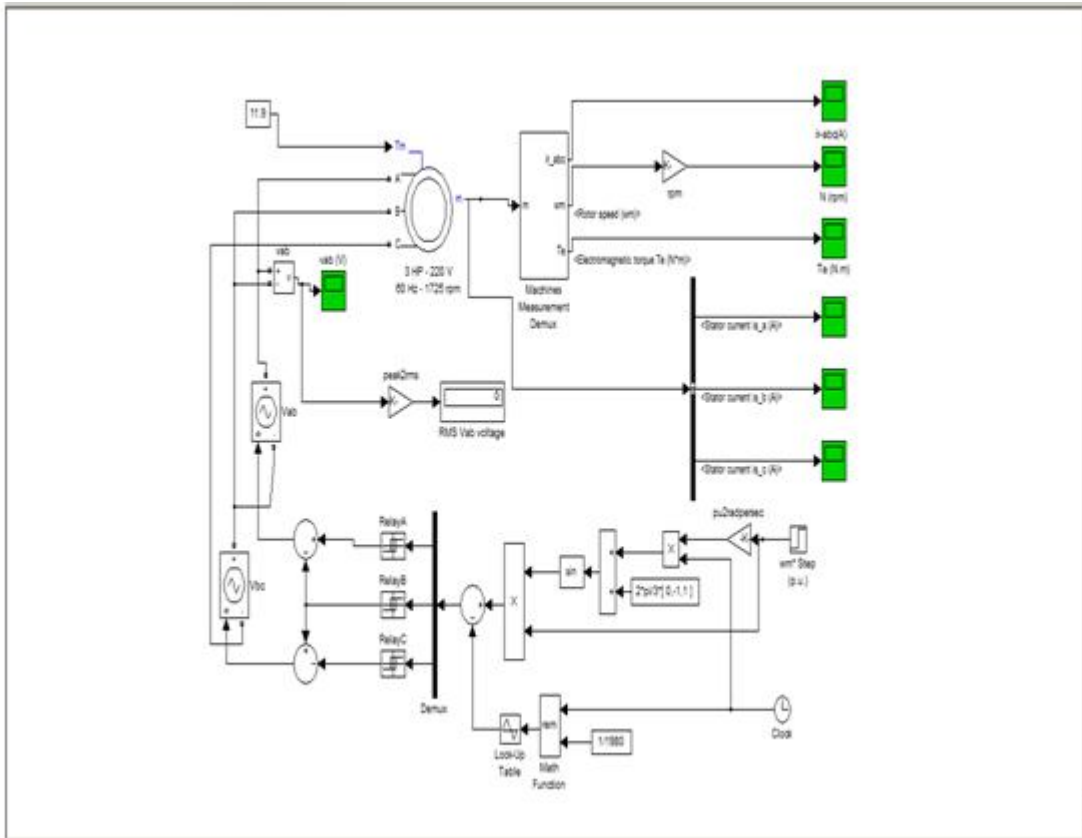 11.9
Tm
A
B
C
m
3 HP - 220 V
60 Hz - 1725 rpm
m
ir_abc
wm
Te
Machines
Measurement
Demux
<Rotor speed (wm)>
<Electromagnetic torque Te (N*m)>
rpm
ir-abc(A)
N (rpm)
Te (N.m)
vab
+
-
v
vab (V)
<Stator current is_a (A)>
<Stator current is_b (A)>
<Stator current is_c (A)>
peak2rms
0
RMS Vab voltage
Vab
Vbc
RelayA
RelayB
RelayC
Demux
X
sin
2*pi/3*[ 0,-1,1 ]
X
pu2radpersec
wm* Step
(p.u.)
Clock
rem
1/1980
Look-Up
Table
Math
Function